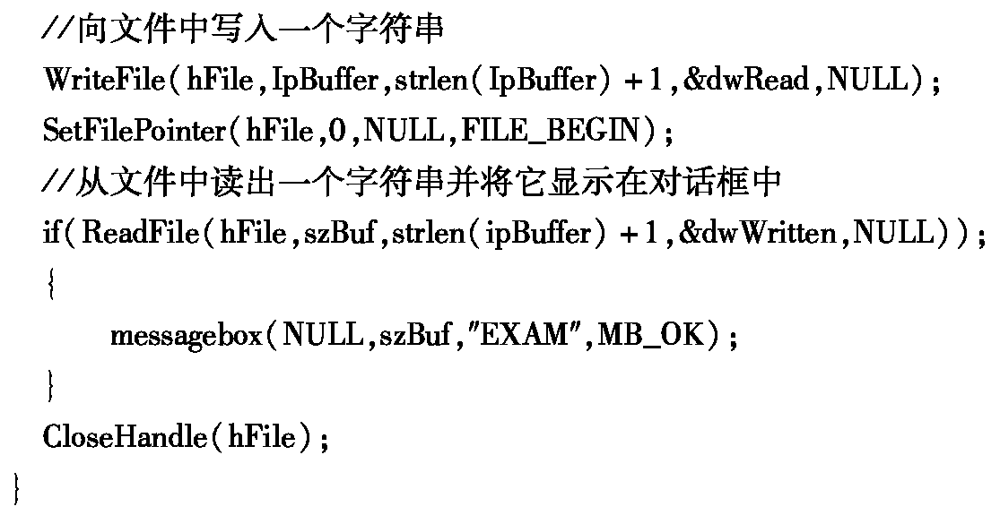 //向文件中写入一个字符串
WriteFile(hFile,IpBuffer,strlen(IpBuffer)+1,&dwRead,NULL);
SetFilePointer(hFile,0,NULL,FILE_BEGIN);
//从文件中读出一个字符串并将它显示在对话框中
if(ReadFile(hFile,szBuf,strlen(ipBuffer)+1,&dwWritten,NULL));
{
messagebox(NULL,szBuf,"EXAM",MB_OK);
}
CloseHandle(hFile);
}